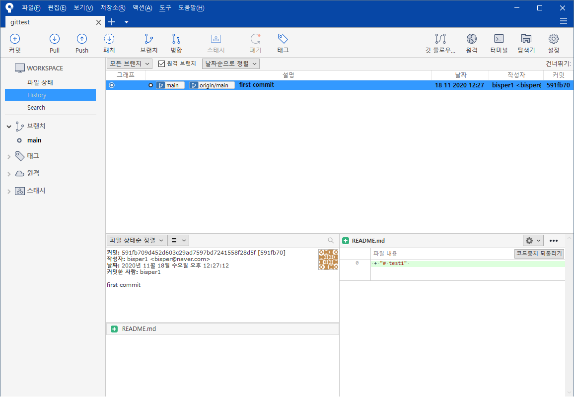 파일(F) 편집(E) 보기(V) 저장소(R) 액션(A) 도구 도움말(H)
gittest
커밋 Pull Push 패치 브랜치 병합 스태시 폐기 태그 깃 플로우... 원격 터미널 탐색기 설정
WORKSPACE
파일 상태
History
Search
브랜치
main
태그
원격
스태시
모든 브랜치 원격 브랜치 날짜순으로 정렬 건너뛰기:
그래프 설명 날짜 작성자 커밋
main origin/main first commit 18 11 2020 12:27 bisper1 <bisper( 591fb70
파일 상태순 정렬
커밋: [591fb70]
작성자: bisper1 <bisper@naver.com>
날짜: 2020년 11월 18일 수요일 오후 12:27:12
커밋한 사람: bisper1
first commit
README.md
README.md
파일 내용 코드뭉치 되돌리기